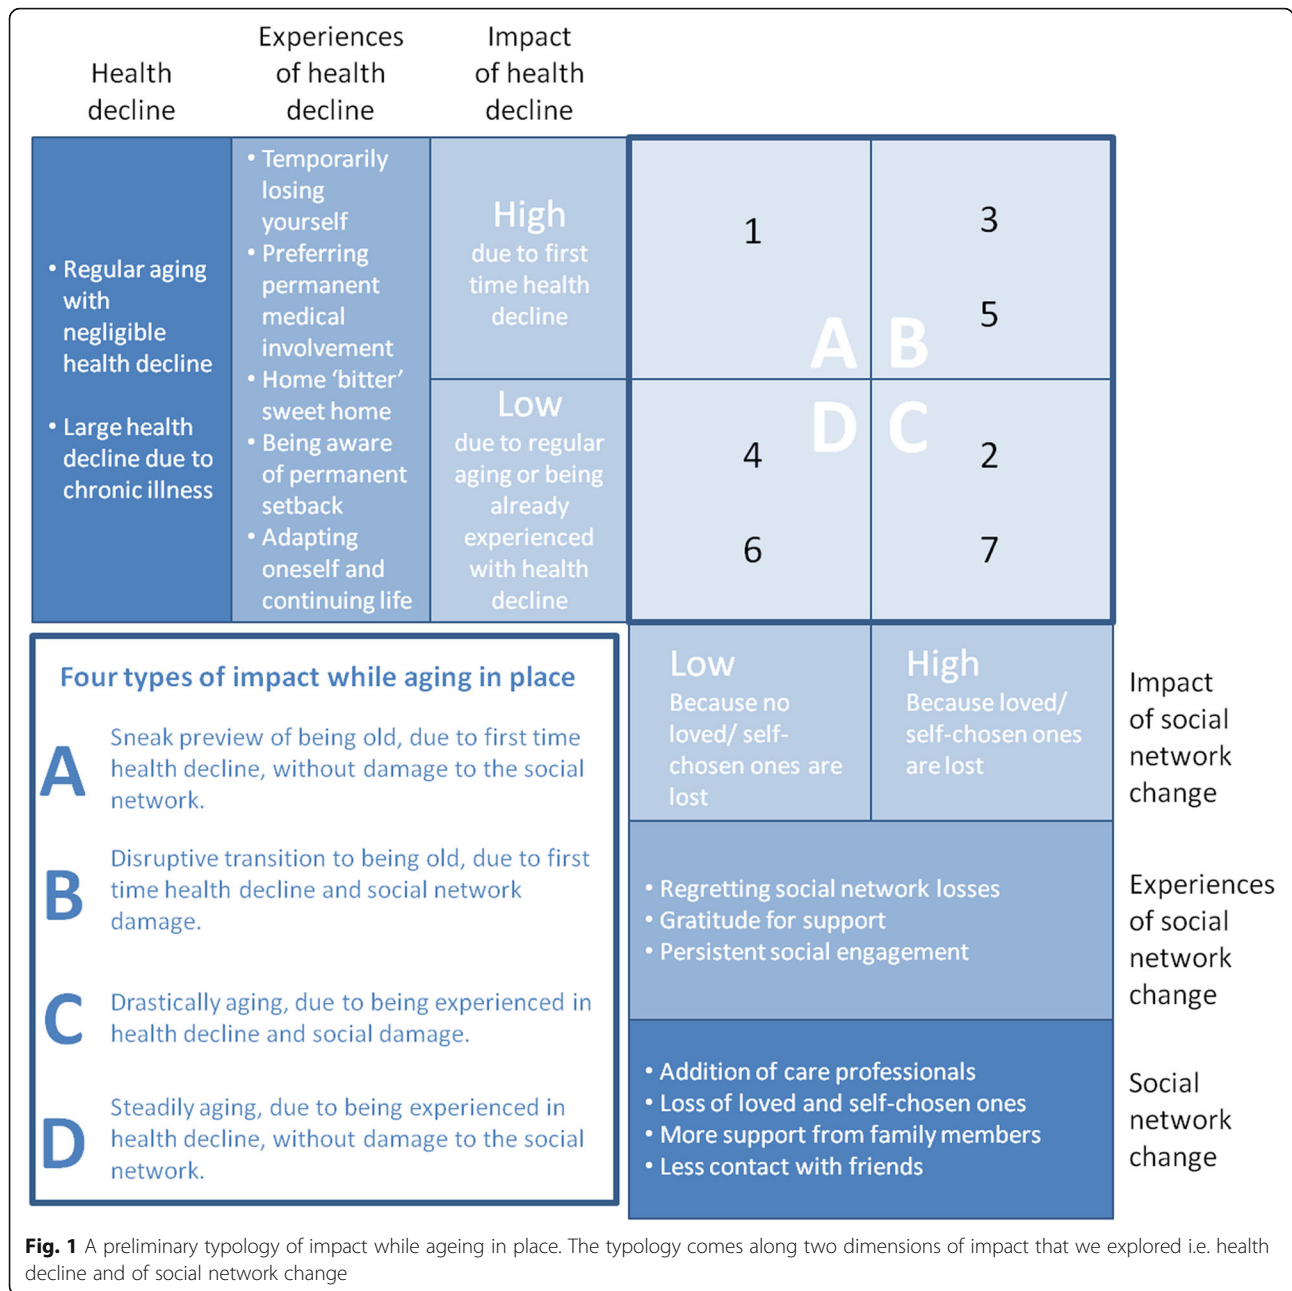 Health
decline
Experiences
of health
decline
Impact
of health
decline
• Regular aging
with
negligible
health decline
• Large health
decline due to
chronic illness
• Temporarily
losing
yourself
• Preferring
permanent
medical
involvement
• Home ‘bitter’
sweet home
• Being aware
of permanent
setback
• Adapting
oneself and
continuing life
High
due to first
time health
decline
Low
due to regular
aging or being
already
experienced
with health
decline
1
A
3
5
B
4
6
D
2
7
C
Low
Because no
loved/ self-
chosen ones are
lost
High
Because loved/
self-chosen ones
are lost
Impact
of social
network
change
• Regretting social network losses
• Gratitude for support
• Persistent social engagement
Experiences
of social
network
change
• Addition of care professionals
• Loss of loved and self-chosen ones
• More support from family members
• Less contact with friends
Social
network
change
Four types of impact while aging in place
A
Sneak preview of being old, due to first time
health decline, without damage to the social
network.
B
Disruptive transition to being old, due to first
time health decline and social network
damage.
C
Drastically aging, due to being experienced in
health decline and social damage.
D
Steadily aging, due to being experienced in
health decline, without damage to the social
network.
Fig. 1 A preliminary typology of impact while ageing in place. The typology comes along two dimensions of impact that we explored i.e. health
decline and of social network change